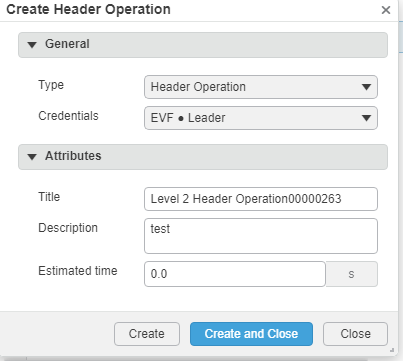 Create Header Operation ×
▼ General
Type Header Operation ▼
Credentials EVF ● Leader ▼
▼ Attributes
Title Level 2 Header Operation00000263
Description test
Estimated time 0.0 s
Create Create and Close Close